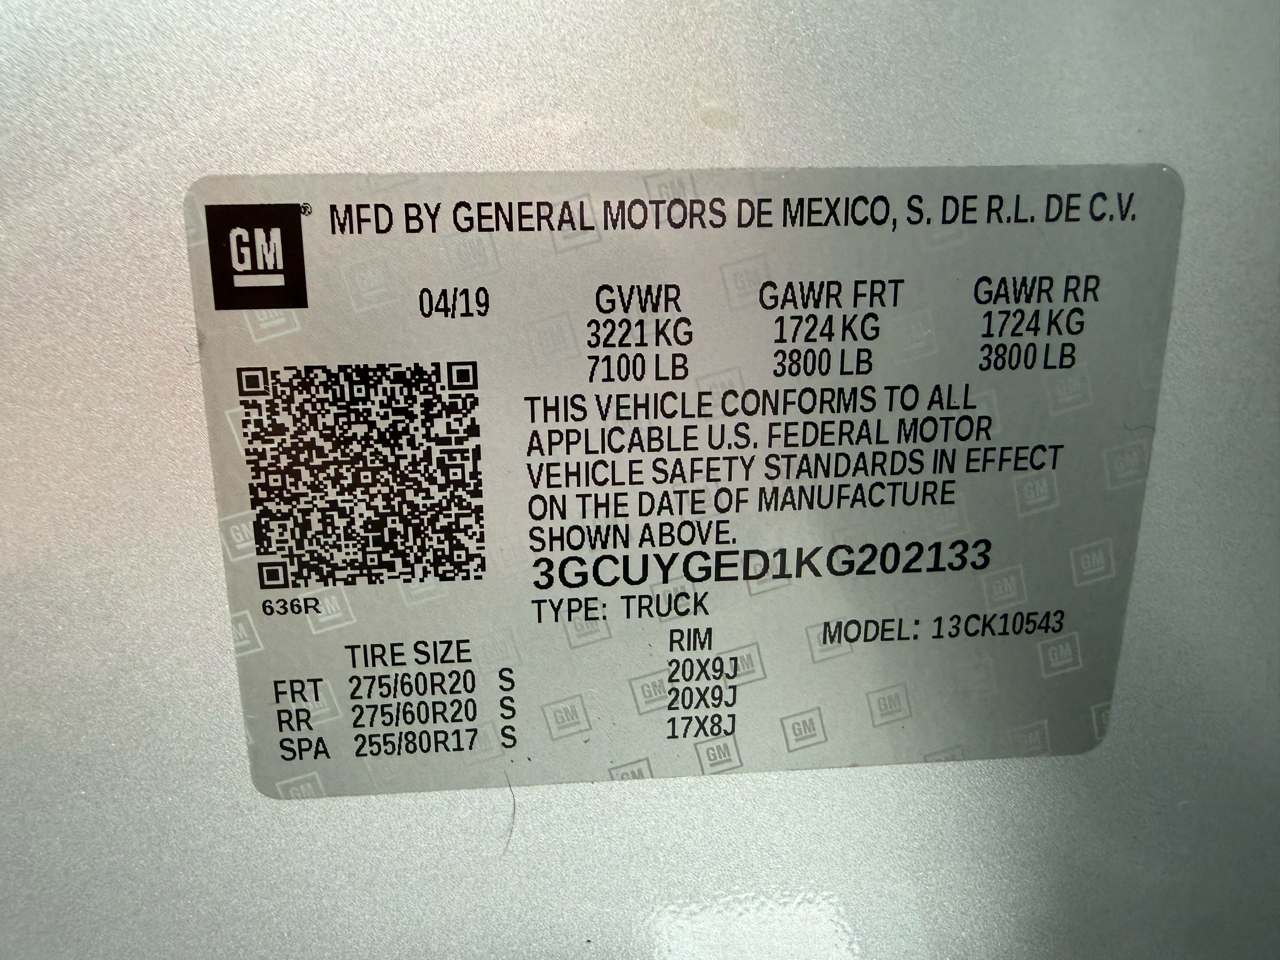 GM® MFD BY GENERAL MOTORS DE MEXICO, S. DE R.L. DE C.V.
04/19 GVWR GAWR FRT GAWR RR
3221 KG 1724 KG 1724 KG
7100 LB 3800 LB 3800 LB
THIS VEHICLE CONFORMS TO ALL
APPLICABLE U.S. FEDERAL MOTOR
VEHICLE SAFETY STANDARDS IN EFFECT
ON THE DATE OF MANUFACTURE
SHOWN ABOVE.
3GCUYGED1KG202133
636R
TYPE: TRUCK MODEL: 13CK10543
TIRE SIZE RIM
FRT 275/60R20 S 20X9J
RR 275/60R20 S 20X9J
SPA 255/80R17 S 17X8J